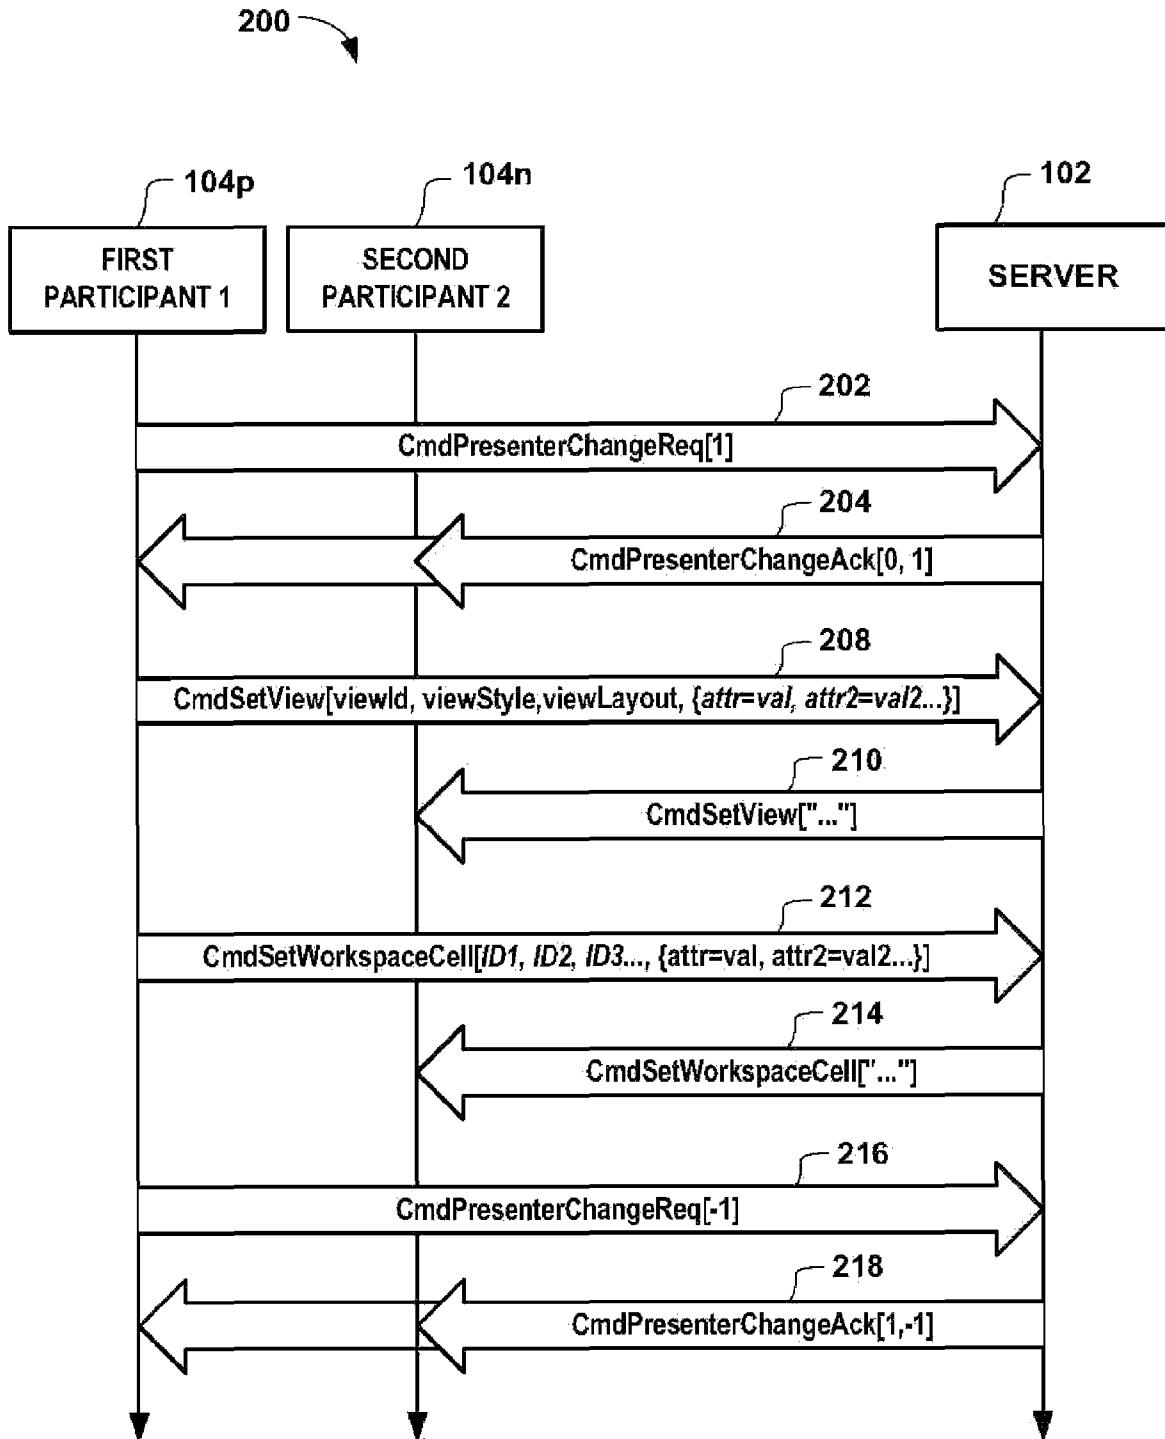 200
104p
104n
102
FIRST
PARTICIPANT 1
SECOND
PARTICIPANT 2
SERVER
202
CmdPresenterChangeReq[1]
204
CmdPresenterChangeAck[0, 1]
208
CmdSetView[viewId, viewStyle,viewLayout, {attr=val, attr2=val2...}]
210
CmdSetView["..."]
212
CmdSetWorkspaceCell[ID1, ID2, ID3..., {attr=val, attr2=val2...}]
214
CmdSetWorkspaceCell["..."]
216
CmdPresenterChangeReq[-1]
218
CmdPresenterChangeAck[1,-1]